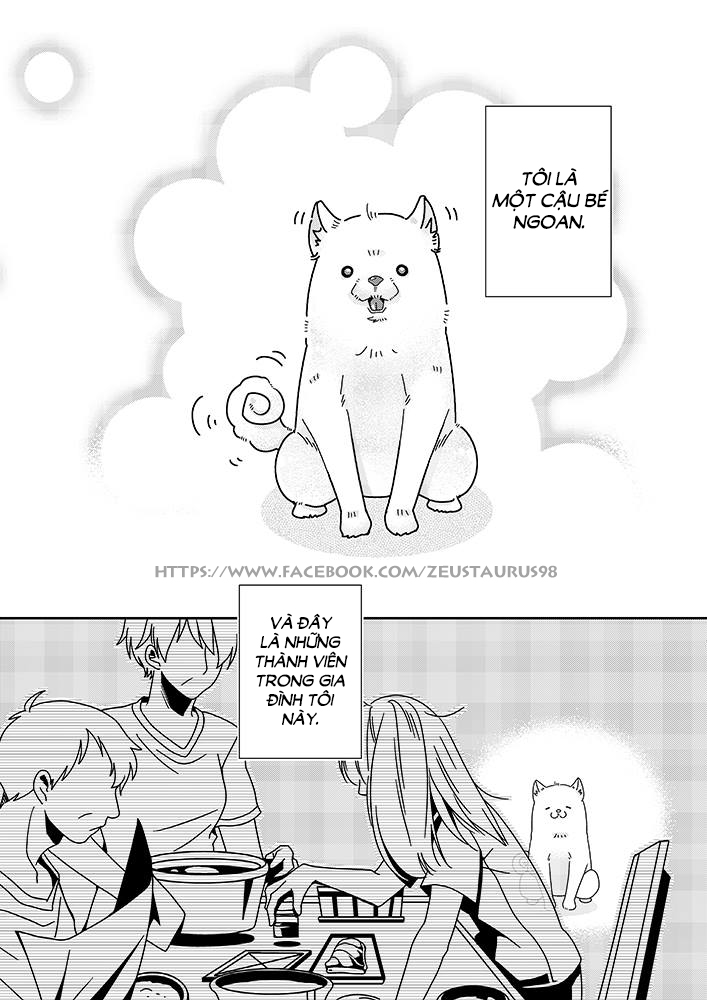 TÔI LÀ
MỘT CẬU BÉ
NGOAN.
HTTPS://WWW.FACEBOOK.COM/ZEUSTAURUS98
VÀ ĐÂY
LÀ NHỮNG
THÀNH VIÊN
TRONG GIA
ĐÌNH TÔI
NÀY.